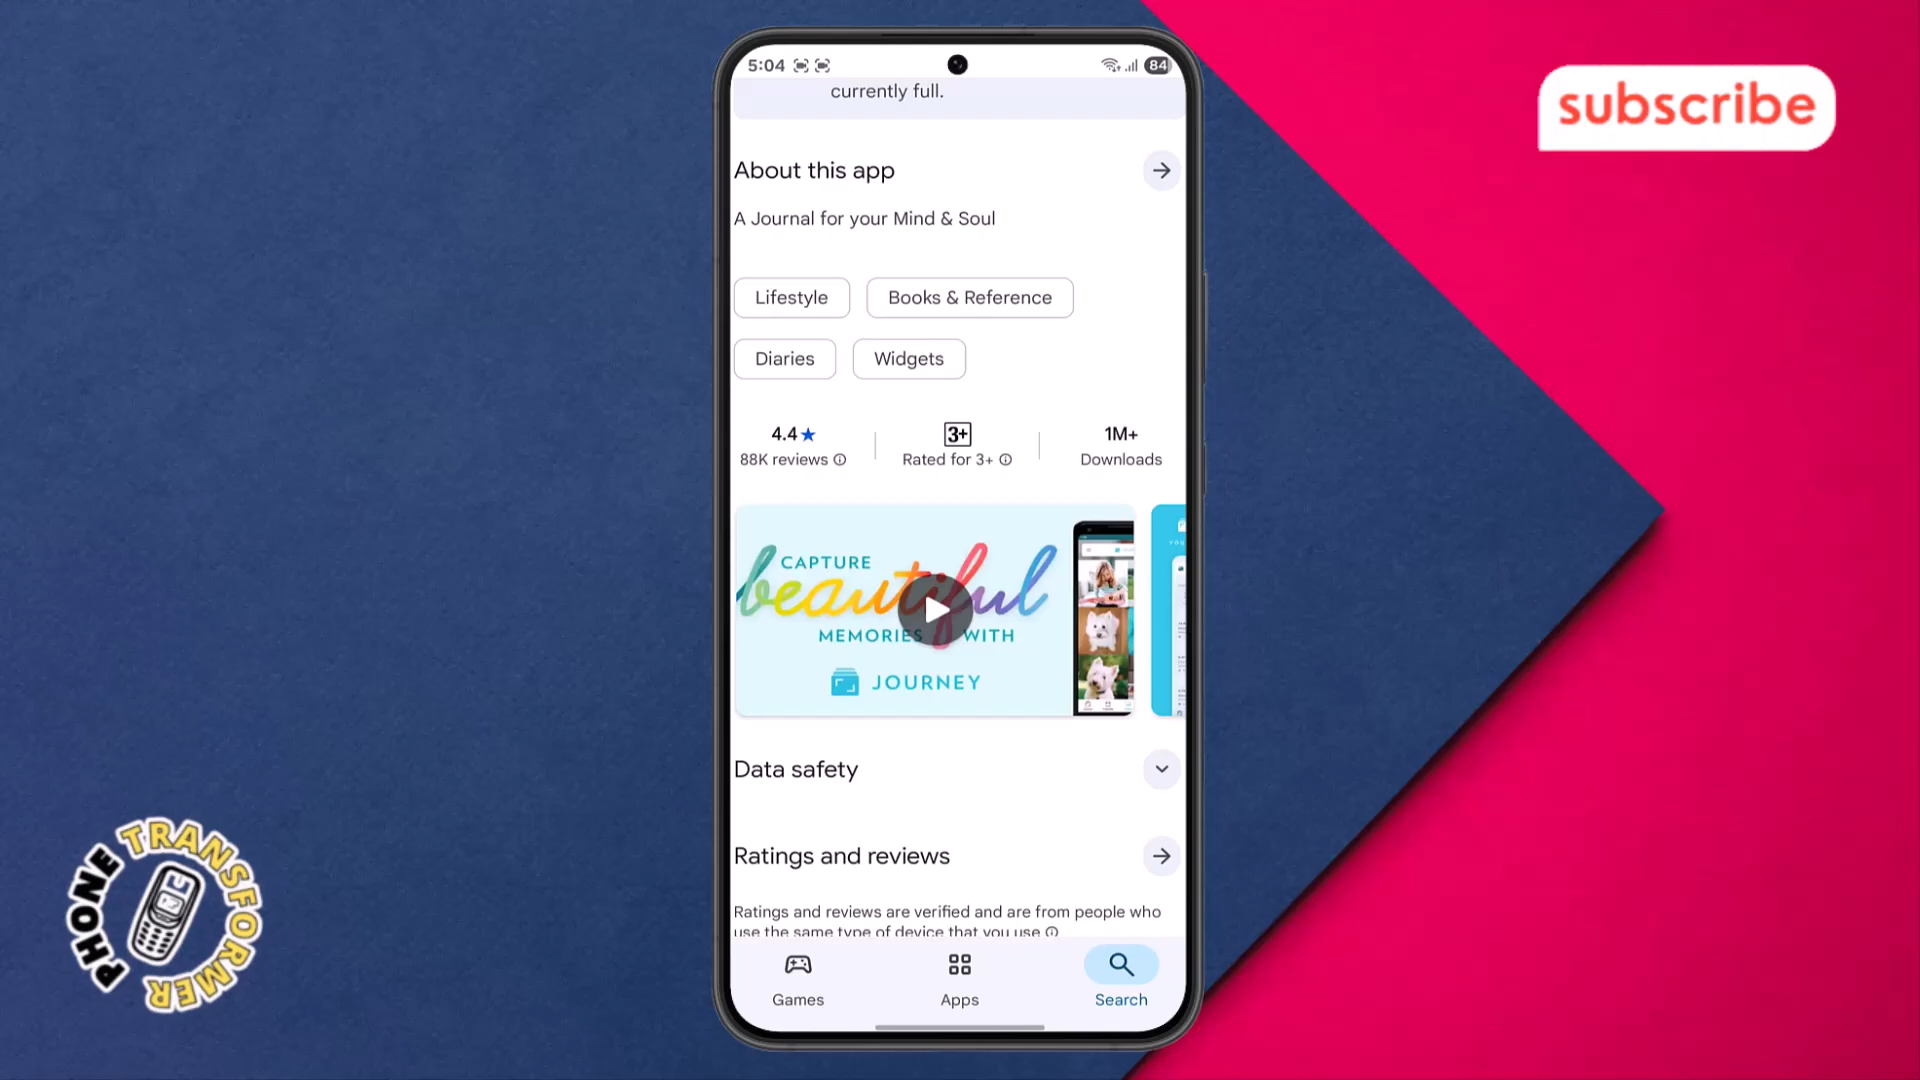 5:04
84
currently full.
About this app
A Journal for your Mind & Soul
Lifestyle
Books & Reference
Diaries
Widgets
4.4★
88K reviews
3+
Rated for 3+
1M+
Downloads
CAPTURE
beautiful
MEMORIES WITH
JOURNEY
Data safety
Ratings and reviews
Ratings and reviews are verified and are from people who
use the same type of device that you use
Games
Apps
Search
subscribe
PHONE TRANSFORMER